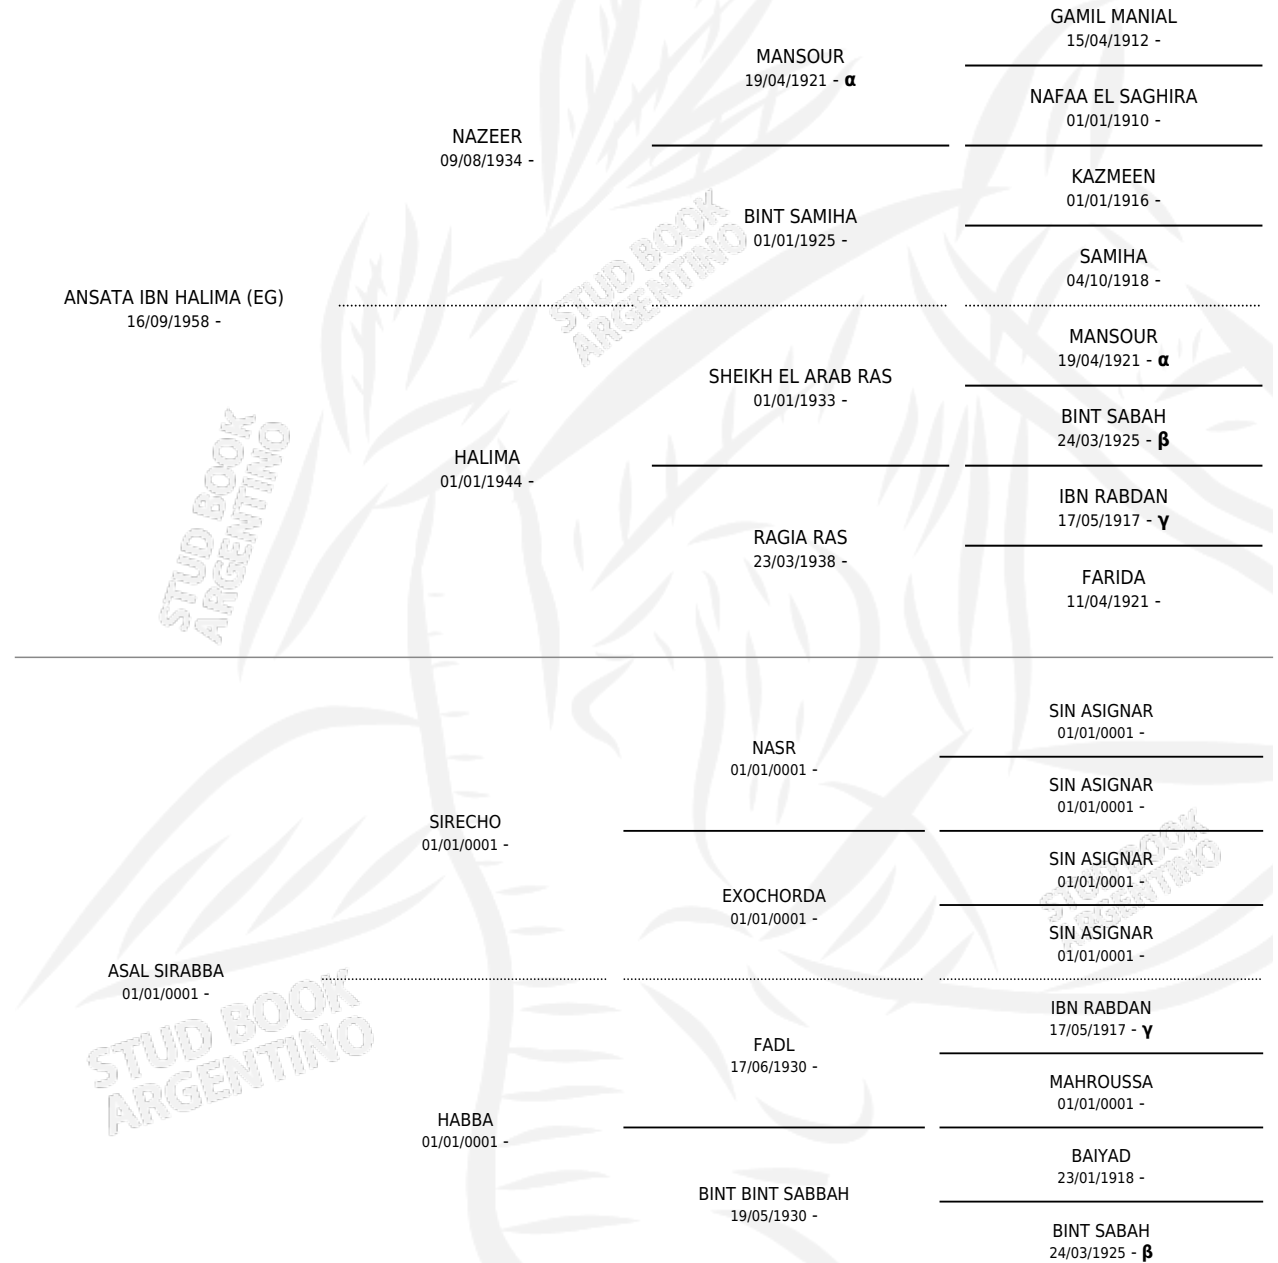 GAMIL MANIAL
15/04/1912 -
MANSOUR
19/04/1921 - α
NAFAA EL SAGHIRA
01/01/1910 -
NAZEER
09/08/1934 -
KAZMEEN
01/01/1916 -
BINT SAMIHA
01/01/1925 -
SAMIHA
04/10/1918 -
STUD BOOK
ARGENTINO
ANSATA IBN HALIMA (EG)
16/09/1958 -
MANSOUR
19/04/1921 - α
SHEIKH EL ARAB RAS
01/01/1933 -
BINT SABAH
24/03/1925 - β
HALIMA
01/01/1944 -
IBN RABDAN
17/05/1917 - γ
RAGIA RAS
23/03/1938 -
FARIDA
11/04/1921 -
STUD BOOK
ARGENTINO
SIN ASIGNAR
01/01/0001 -
NASR
01/01/0001 -
SIN ASIGNAR
01/01/0001 -
SIRECHO
01/01/0001 -
SIN ASIGNAR
01/01/0001 -
EXOCHORDA
01/01/0001 -
SIN ASIGNAR
01/01/0001 -
STUD BOOK
ARGENTINO
ASAL SIRABBA
01/01/0001 -
IBN RABDAN
17/05/1917 - γ
FADL
17/06/1930 -
MAHROUSSA
01/01/0001 -
HABBA
01/01/0001 -
BAIYAD
23/01/1918 -
BINT BINT SABBAH
19/05/1930 -
BINT SABAH
24/03/1925 - β
STUD BOOK
ARGENTINO